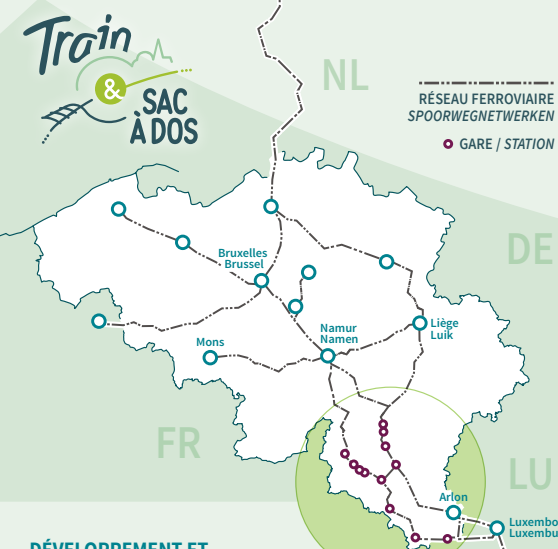 Train
&
SAC
À DOS
NL
RÉSEAU FERROVIAIRE
SPOORWEGNETWERKEN
GARE / STATION
DE
Bruxelles
Brussel
Namur
Namen
Liège
Luik
Mons
FR
LU
Arlon
Luxembo
Luxembu
DÉVELOPPEMENT ET